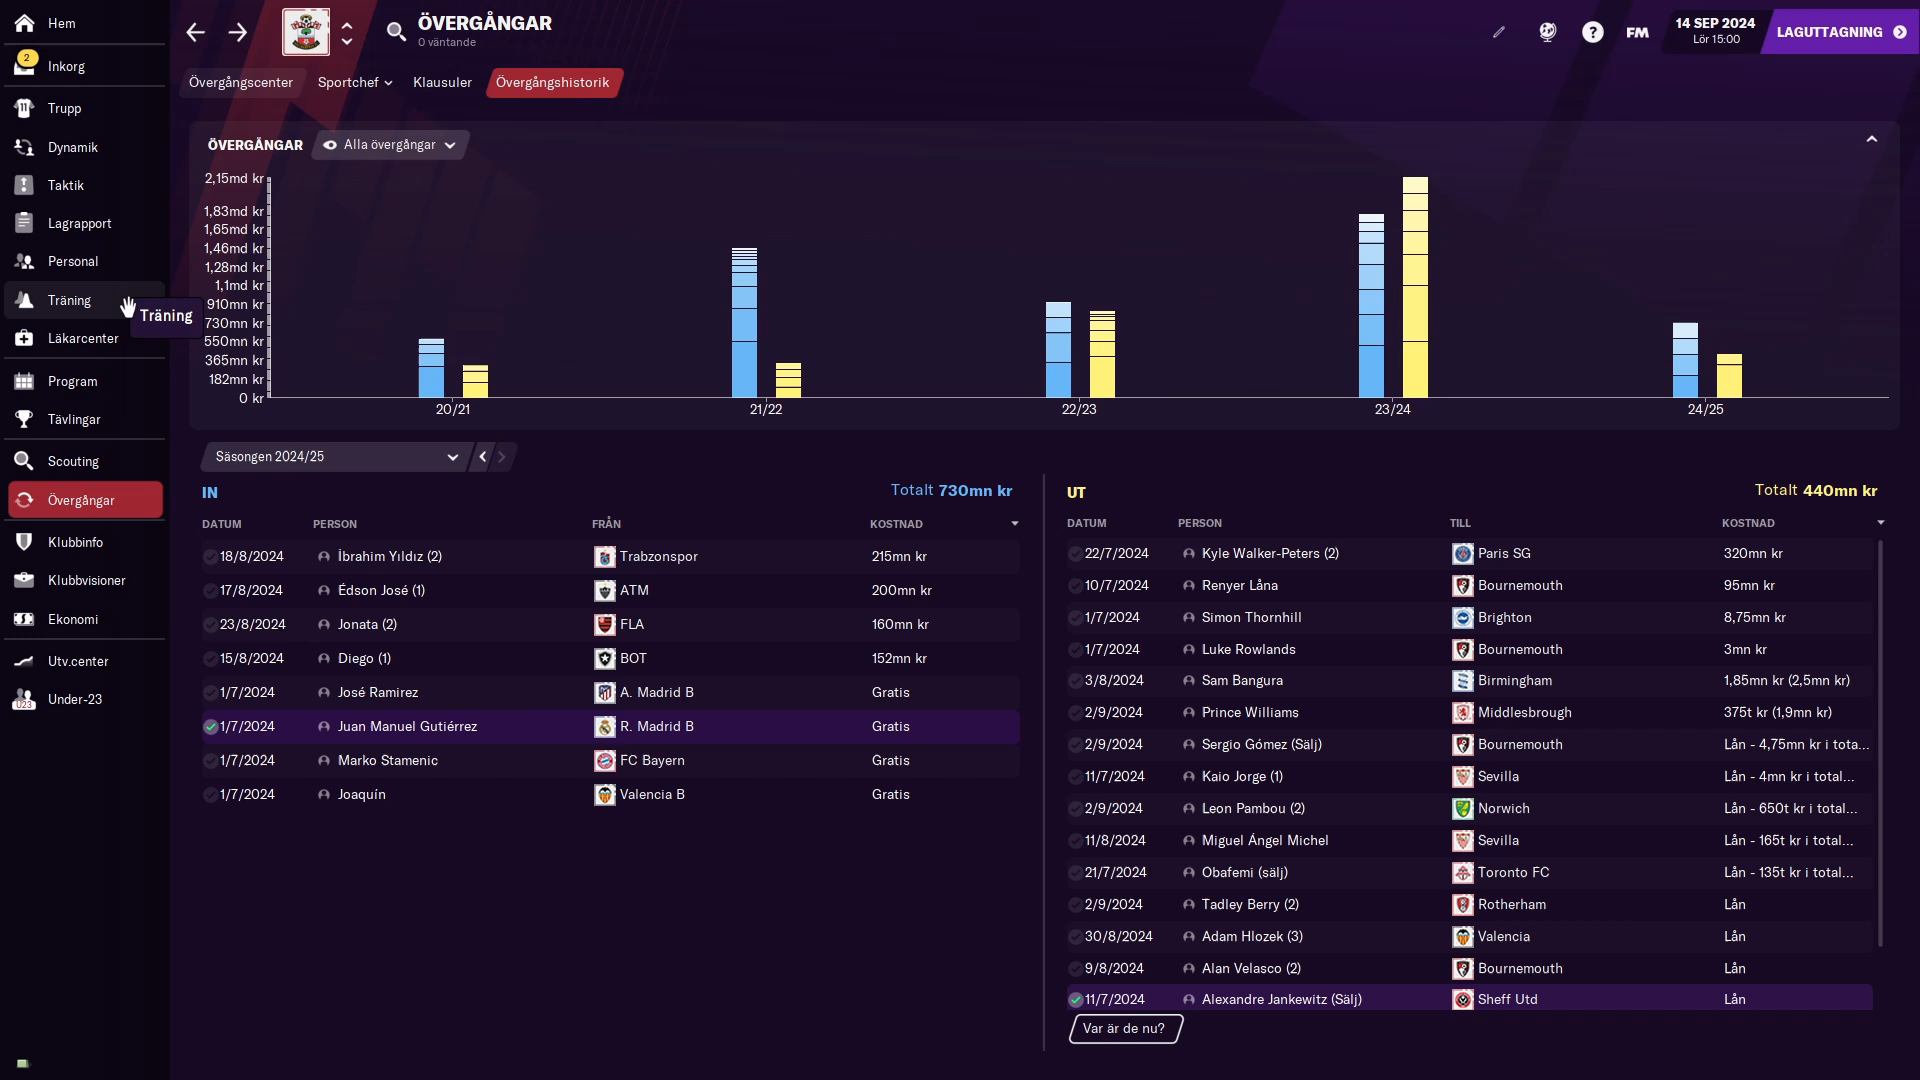 Hem
2
Inkorg
Trupp
Dynamik
Taktik
Lagrapport
Personal
Träning
Träning
Läkarcenter
Program
Tävlingar
Scouting
Övergångar
Klubbinfo
Klubbvisioner
Ekonomi
Utv.center
U23
Under-23
ÖVERGÅNGAR
0 väntande
?
FM
14 SEP 2024
Lör 15:00
LAGUTTAGNING
Övergångscenter Sportchef Klausuler Övergångshistorik
ÖVERGÅNGAR Alla övergångar
2,15md kr
1,83md kr
1,65md kr
1,46md kr
1,28md kr
1,1md kr
910mn kr
730mn kr
550mn kr
365mn kr
182mn kr
0 kr
20/21 21/22 22/23 23/24 24/25
Säsongen 2024/25
IN Totalt 730mn kr
DATUM PERSON FRÅN KOSTNAD
18/8/2024 İbrahim Yıldız (2) Trabzonspor 215mn kr
17/8/2024 Édson José (1) ATM 200mn kr
23/8/2024 Jonata (2) FLA 160mn kr
15/8/2024 Diego (1) BOT 152mn kr
1/7/2024 José Ramirez A. Madrid B Gratis
1/7/2024 Juan Manuel Gutiérrez R. Madrid B Gratis
1/7/2024 Marko Stamenic FC Bayern Gratis
1/7/2024 Joaquín Valencia B Gratis
UT Totalt 440mn kr
DATUM PERSON TILL KOSTNAD
22/7/2024 Kyle Walker-Peters (2) Paris SG 320mn kr
10/7/2024 Renyer Låna Bournemouth 95mn kr
1/7/2024 Simon Thornhill Brighton 8,75mn kr
1/7/2024 Luke Rowlands Bournemouth 3mn kr
3/8/2024 Sam Bangura Birmingham 1,85mn kr (2,5mn kr)
2/9/2024 Prince Williams Middlesbrough 375t kr (1,9mn kr)
2/9/2024 Sergio Gómez (Sälj) Bournemouth Lån - 4,75mn kr i tota...
11/7/2024 Kaio Jorge (1) Sevilla Lån - 4mn kr i total...
2/9/2024 Leon Pambou (2) Norwich Lån - 650t kr i total...
11/8/2024 Miguel Ángel Michel Sevilla Lån - 165t kr i total...
21/7/2024 Obafemi (sälj) Toronto FC Lån - 135t kr i total...
2/9/2024 Tadley Berry (2) Rotherham Lån
30/8/2024 Adam Hlozek (3) Valencia Lån
9/8/2024 Alan Velasco (2) Bournemouth Lån
11/7/2024 Alexandre Jankewitz (Sälj) Sheff Utd Lån
Var är de nu?